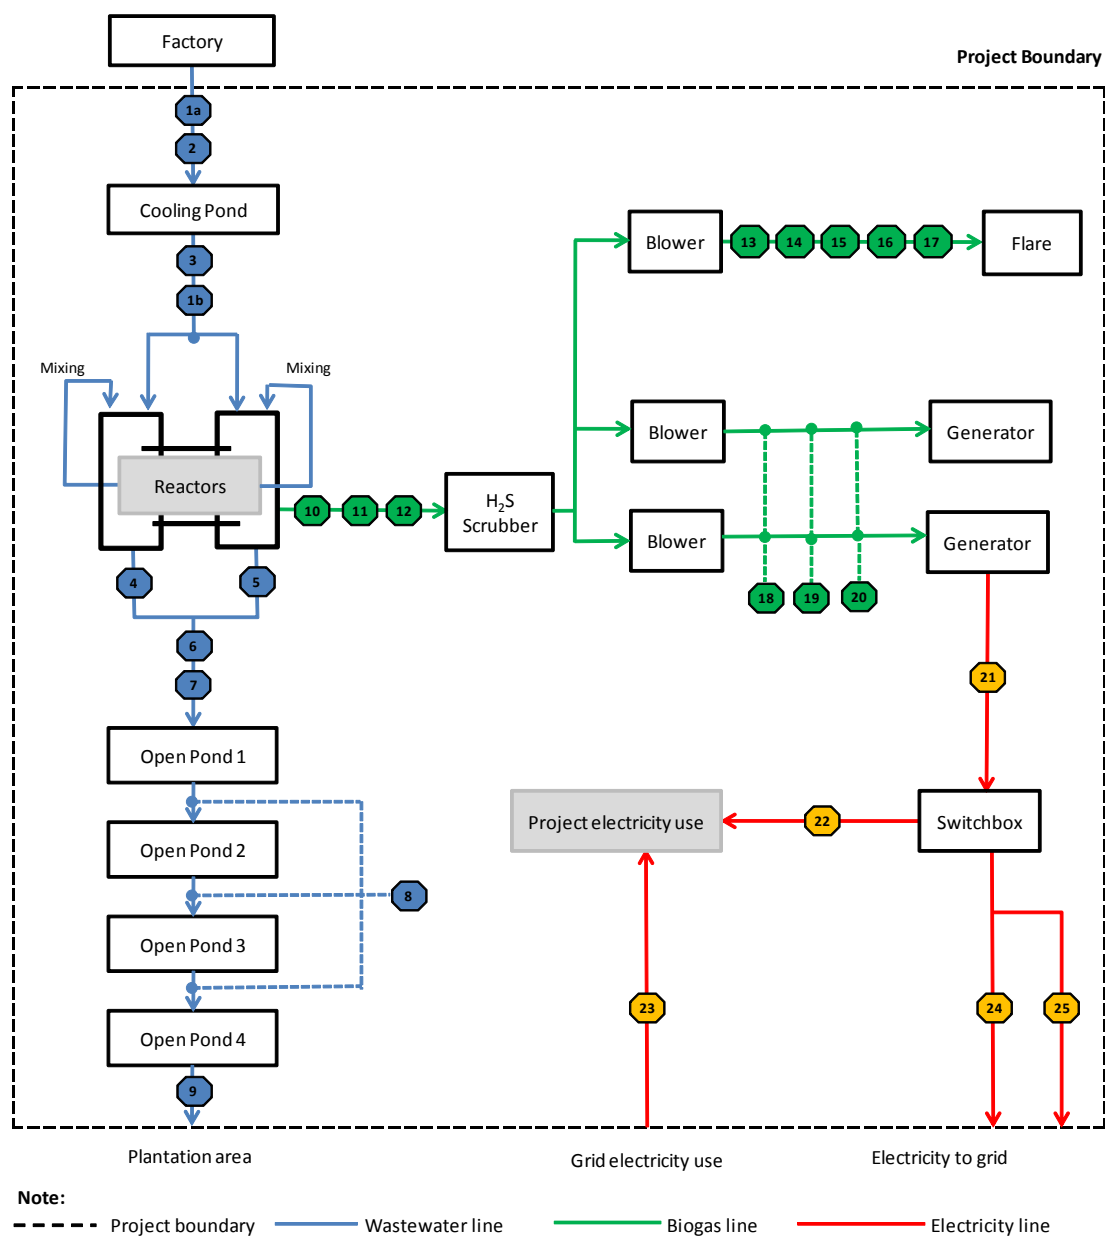 Factory
Project Boundary
1a
2
Cooling Pond
3
1b
Blower
13
14
15
16
17
Flare
Mixing
Mixing
Reactors
10
11
12
H₂S
Scrubber
Blower
Generator
Blower
Generator
18
19
20
4
5
6
7
21
Open Pond 1
Open Pond 2
Open Pond 3
Open Pond 4
8
9
Project electricity use
22
Switchbox
23
24
25
Plantation area
Grid electricity use
Electricity to grid
Note:
Project boundary
Wastewater line
Biogas line
Electricity line